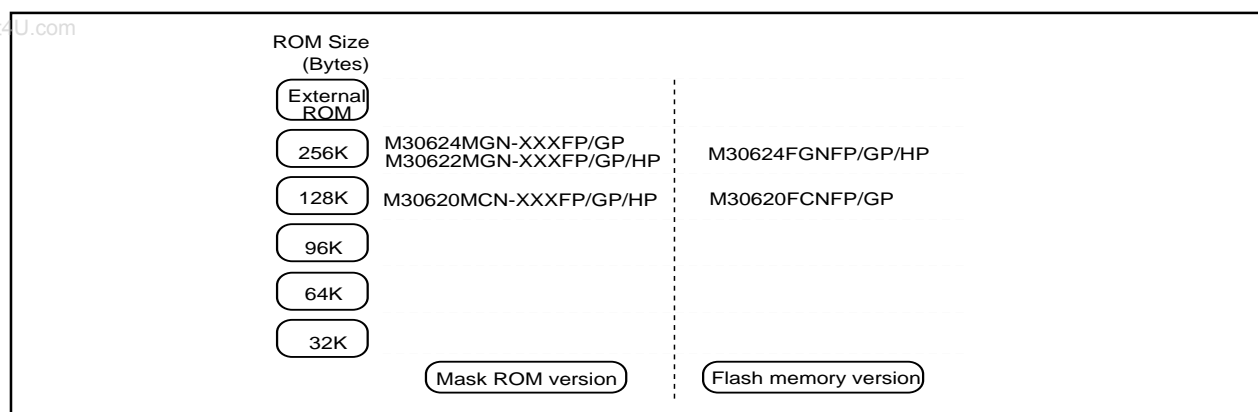 4U.com
ROM Size
(Bytes)
External
ROM
256K
M30624MGN-XXXFP/GP
M30622MGN-XXXFP/GP/HP
M30624FGNFP/GP/HP
128K
M30620MCN-XXXFP/GP/HP
M30620FCNFP/GP
96K
64K
32K
Mask ROM version
Flash memory version